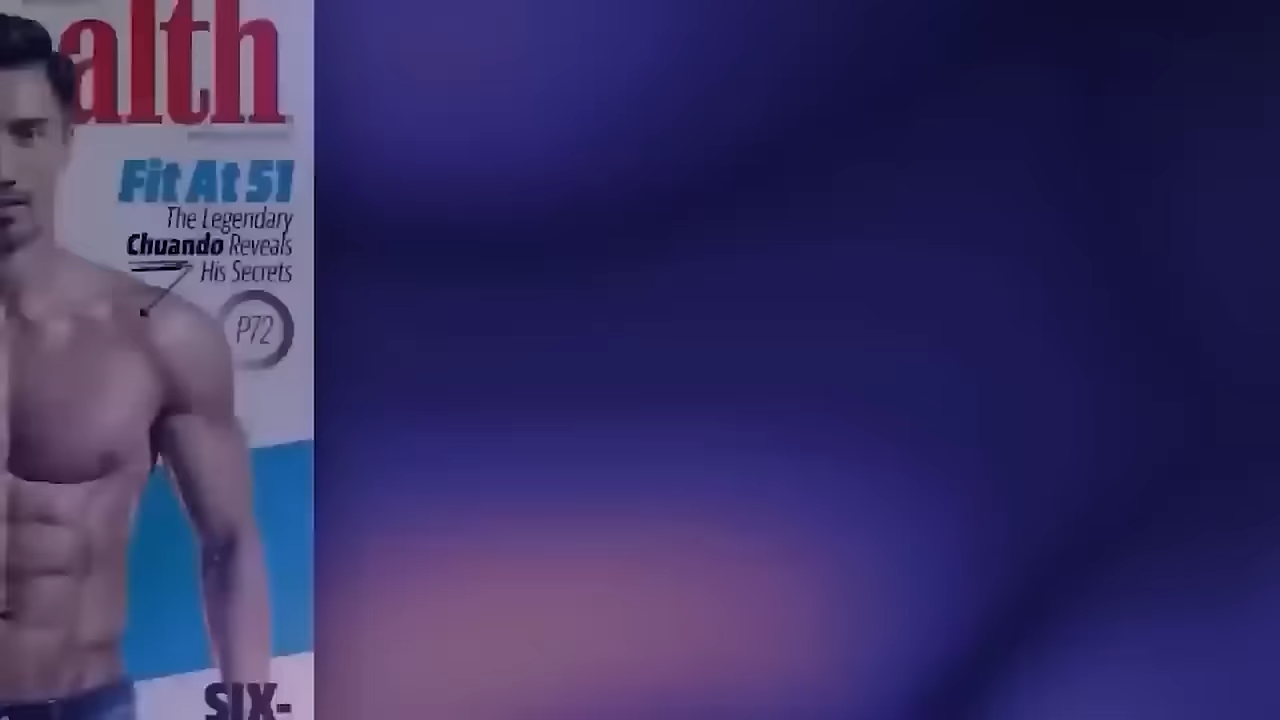 alth
Fit At 51
The Legendary
Chuando Reveals
His Secrets
P72
SIX-